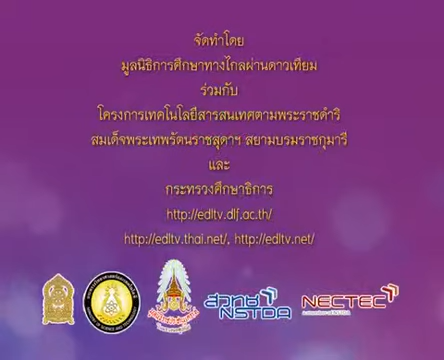 จัดทำโดย
มูลนิธิการศึกษาทางไกลผ่านดาวเทียม
ร่วมกับ
โครงการเทคโนโลยีสารสนเทศตามพระราชดำริ
สมเด็จพระเทพรัตนราชสุดาฯ สยามบรมราชกุมารี
และ
กระทรวงศึกษาธิการ
http://edltv.dlf.ac.th/
http://edltv.thai.net/, http://edltv.net/
สวทช NECTEC
NSTDA